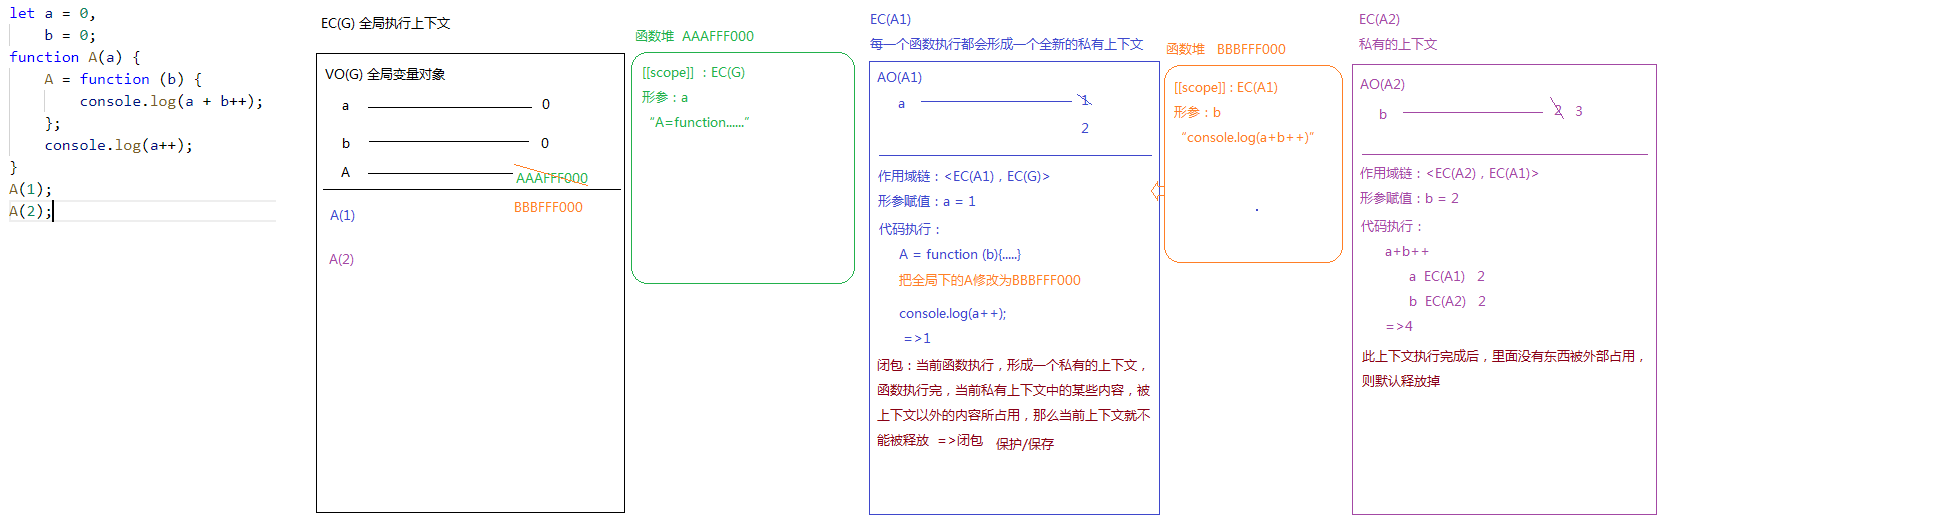 let a = 0,
b = 0;
function A(a) {
A = function (b) {
console.log(a + b++);
};
console.log(a++);
}
A(1);
A(2);
EC(G) 全局执行上下文
VO(G) 全局变量对象
a 0
b 0
A AAAFFF000
BBBFFF000
A(1)
A(2)
函数堆 AAAFFF000
[[scope]] ：EC(G)
形参：a
“A=function......”
EC(A1)
每一个函数执行都会形成一个全新的私有上下文
AO(A1)
a 1
2
作用域链：<EC(A1)，EC(G)>
形参赋值：a = 1
代码执行：
A = function (b){.....}
把全局下的A修改为BBBFFF000
console.log(a++);
=>1
闭包：当前函数执行，形成一个私有的上下文，
函数执行完，当前私有上下文中的某些内容，被
上下文以外的内容所占用，那么当前上下文就不
能被释放 =>闭包 保护/保存
函数堆 BBBFFF000
[[scope]]：EC(A1)
形参：b
“console.log(a+b++)”
EC(A2)
私有的上下文
AO(A2)
b 2 3
作用域链：<EC(A2)，EC(A1)>
形参赋值：b = 2
代码执行：
a+b++
a EC(A1) 2
b EC(A2) 2
=>4
此上下文执行完成后，里面没有东西被外部占用，
则默认释放掉